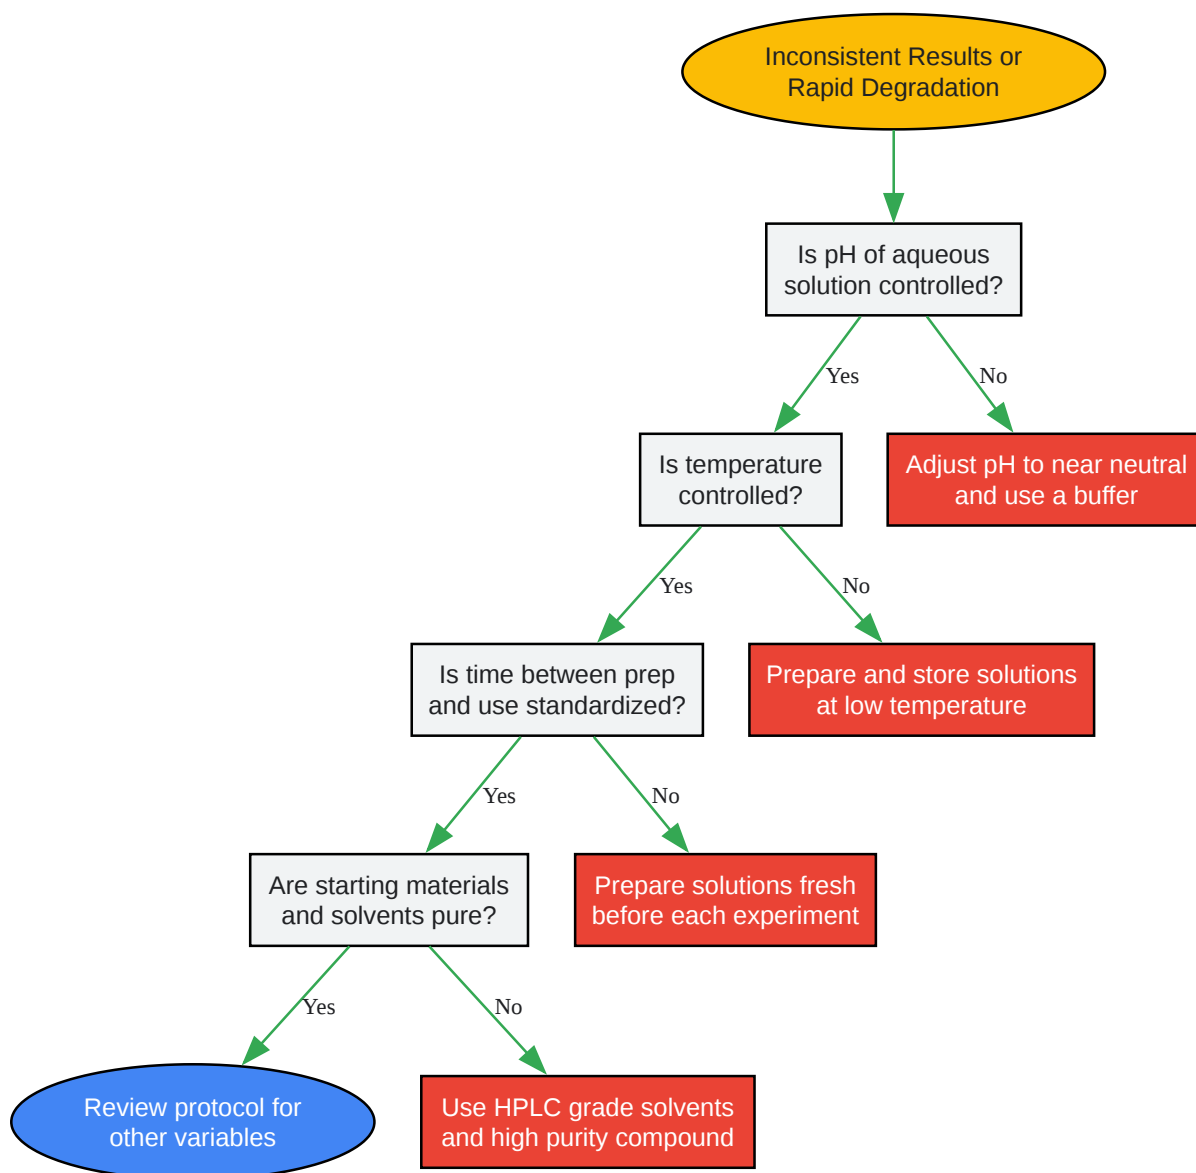 Inconsistent Results or
Rapid Degradation
Is pH of aqueous
solution controlled?
Yes
No
Is temperature
controlled?
Adjust pH to near neutral
and use a buffer
Yes
No
Is time between prep
and use standardized?
Prepare and store solutions
at low temperature
Yes
No
Are starting materials
and solvents pure?
Prepare solutions fresh
before each experiment
Yes
No
Review protocol for
other variables
Use HPLC grade solvents
and high purity compound